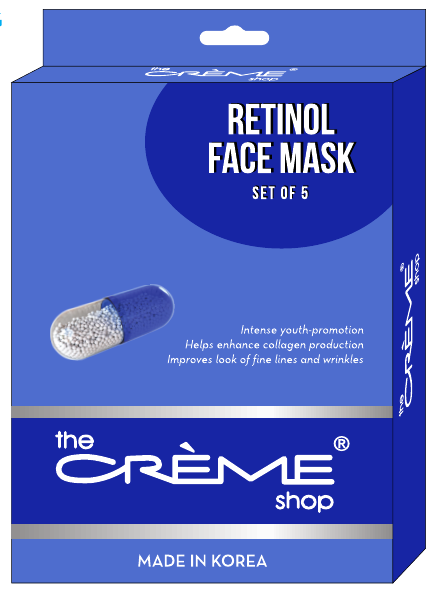 the
CRÈME®
shop
RETINOL
FACE MASK
SET OF 5
Intense youth-promotion
Helps enhance collagen production
Improves look of fine lines and wrinkles
the
CRÈME®
shop
MADE IN KOREA
the
CRÈME®
shop